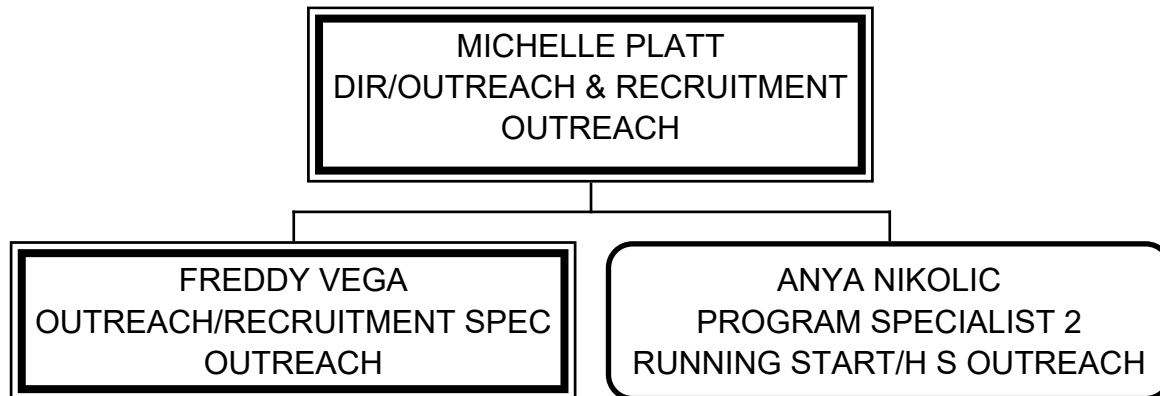 MICHELLE PLATT
DIR/OUTREACH & RECRUITMENT
OUTREACH
FREDDY VEGA
OUTREACH/RECRUITMENT SPEC
OUTREACH
ANYA NIKOLIC
PROGRAM SPECIALIST 2
RUNNING START/H S OUTREACH